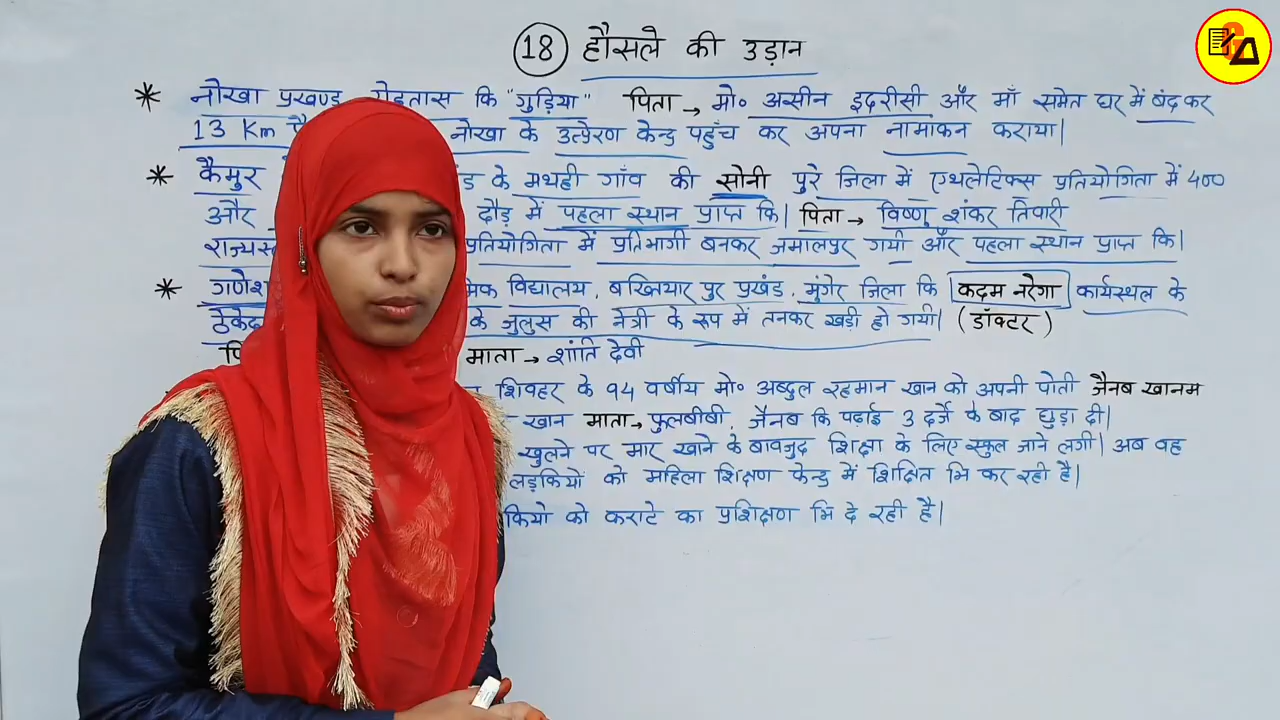 18 हौसले की उड़ान
* नोखा प्रखण्ड रोहतास कि "गुड़िया" पिता → मो० अत्सीन इदरीसी और माँ समेत घर में बंद कर
13 Km नोखा के उत्प्रेरण केन्द्र पहुँच कर अपना नामाकन कराया।
* कैमुर के मथही गाँव की सोनी पुरे जिला में एथलेटिक्स प्रतियोगिता में 400
और दौड़ में पहला स्थान प्राप्त कि। पिता → विष्णु शंकर तिवारी
प्रतियोगिता में प्रतिभागी बनकर जमालपुर गयी और पहला स्थान प्राप्त कि।
* गणेश विद्यालय, बख्तियार पुर प्रखंड, मुंगेर जिला कि कदम नरेगा कार्यस्थल के
के जुलुस की नेत्री के रूप में तनकर खड़ी हो गयी। (डॉक्टर)
माता → शांति देवी
शिवहर के 94 वर्षीय मो० अब्दुल रहमान खान को अपनी पोती जैनब खानम
खान माता → फुलबीबी, जैनब कि पढ़ाई 3 दर्जे के बाद छुड़ा दी।
खुलने पर मार खाने के बावजुद शिक्षा के लिए स्कुल जाने लगी। अब वह
लड़कियों को महिला शिक्षण केन्द्र में शिक्षित भि कर रही है।
को कराटे का प्रशिक्षण भि दे रही है।